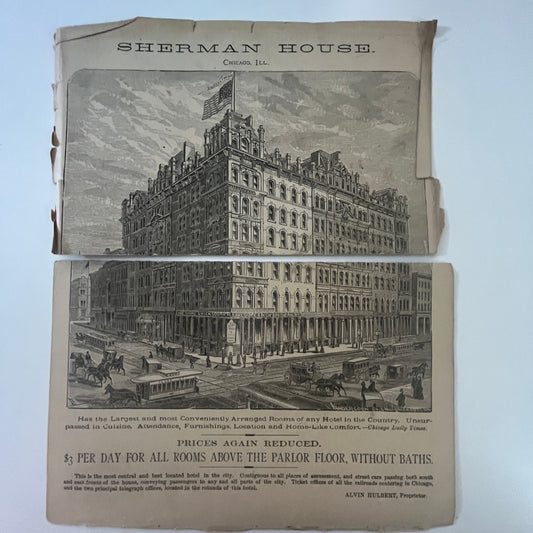 SHERMAN HOUSE.
CHICAGO, ILL.
Has the Largest and most Conveniently Arranged Rooms of any Hotel in the Country. Unsur-
passed in Cuisine, Attendance, Furnishings, Location and Home-Like Comfort.—Chicago Daily Times.
PRICES AGAIN REDUCED.
$3 PER DAY FOR ALL ROOMS ABOVE THE PARLOR FLOOR, WITHOUT BATHS.
This is the most central and best located hotel in the city. Contiguous to all places of amusement, and street cars passing both south
and east fronts of the house, conveying passengers to any and all parts of the city. Ticket offices of all the railroads centering in Chicago,
and the two principal telegraph offices, located in the rotunda of this hotel.
ALVIN HULBERT, Proprietor.